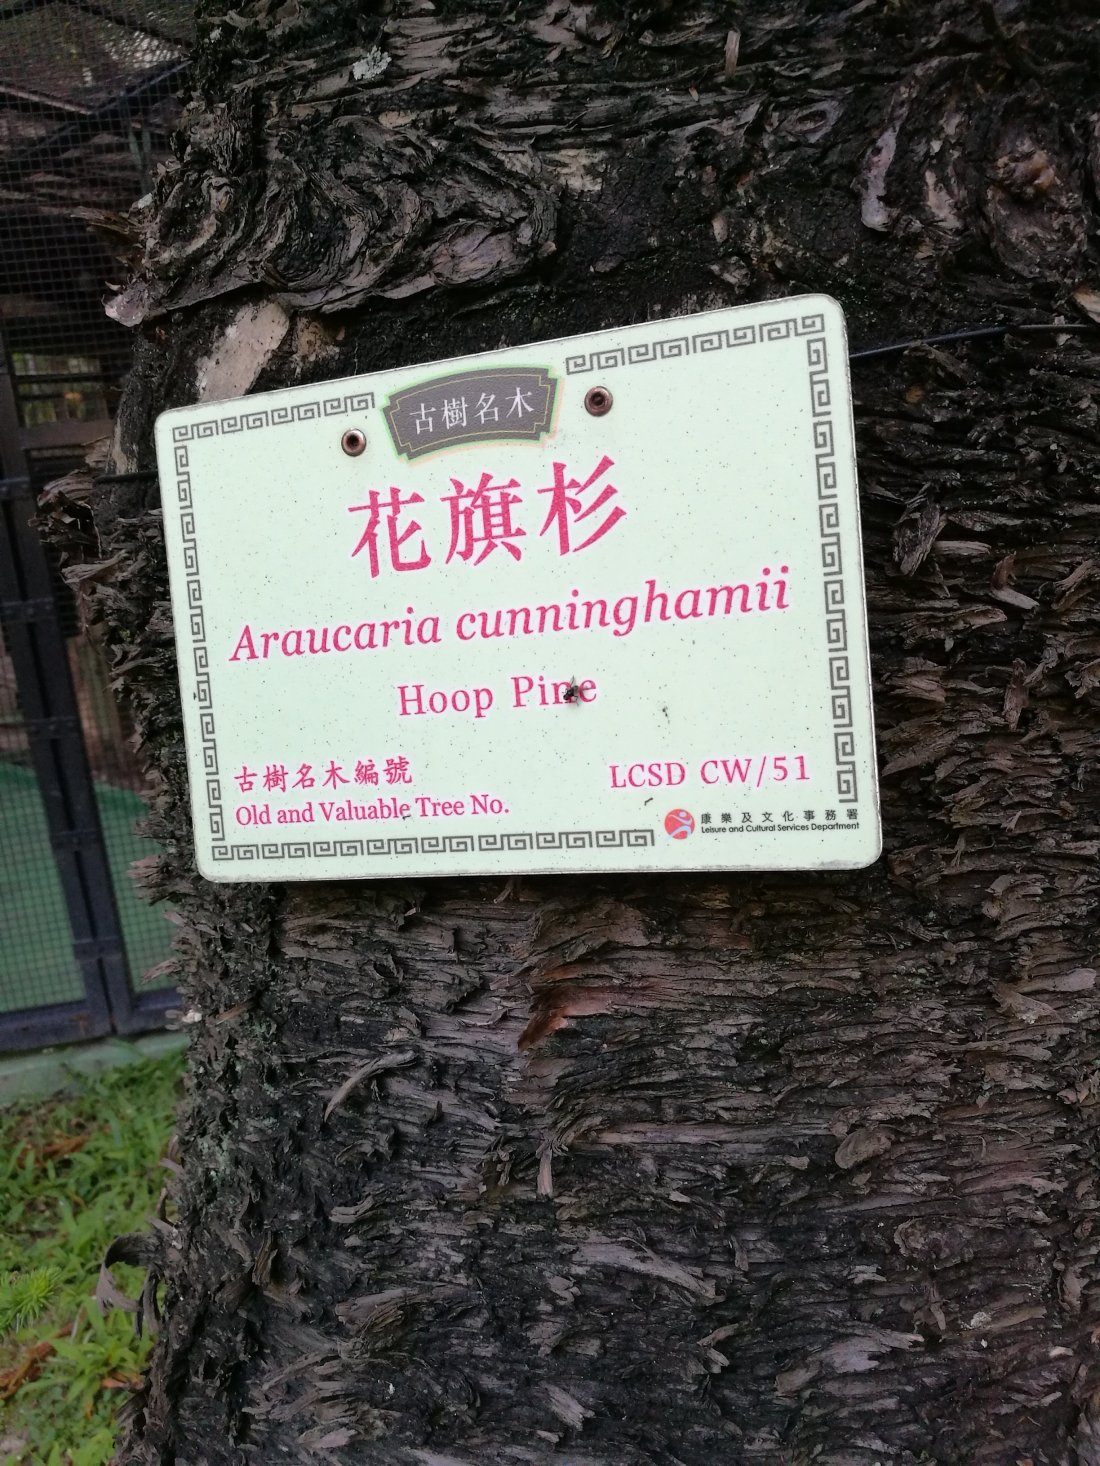 古樹名木
花旗杉
Araucaria cunninghamii
Hoop Pine
古樹名木編號
Old and Valuable Tree No.
LCSD CW/51
康樂及文化事務署
Leisure and Cultural Services Department